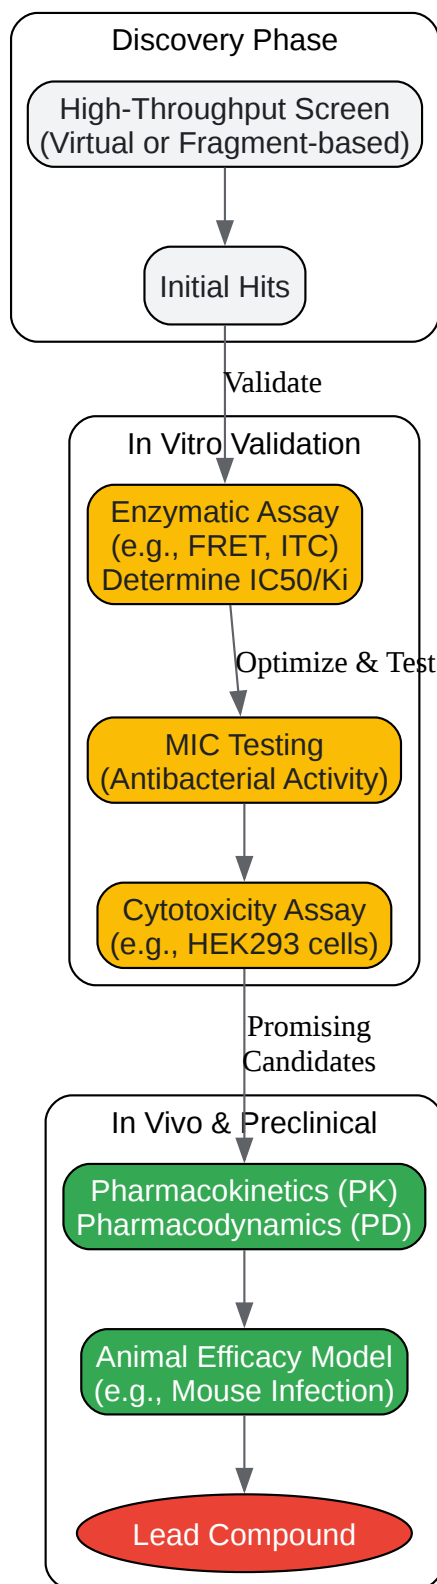 Discovery Phase
High-Throughput Screen
(Virtual or Fragment-based)
Initial Hits
Validate
In Vitro Validation
Enzymatic Assay
(e.g., FRET, ITC)
Determine IC50/Ki
Optimize & Test
MIC Testing
(Antibacterial Activity)
Cytotoxicity Assay
(e.g., HEK293 cells)
Promising
Candidates
In Vivo & Preclinical
Pharmacokinetics (PK)
Pharmacodynamics (PD)
Animal Efficacy Model
(e.g., Mouse Infection)
Lead Compound